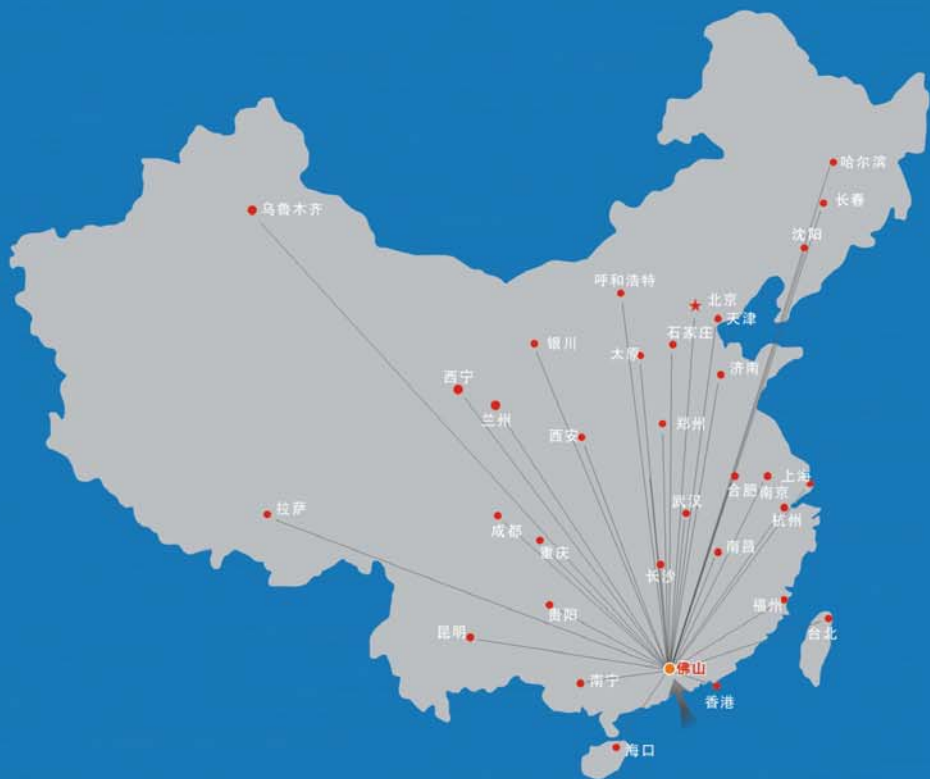 哈尔滨
长春
乌鲁木齐
沈阳
呼和浩特
北京
天津
石家庄
银川
太原
济南
西宁
兰州
郑州
西安
上海
合肥
南京
拉萨
武汉
杭州
成都
重庆
南昌
长沙
贵阳
福州
昆明
台北
佛山
南宁
香港
海口